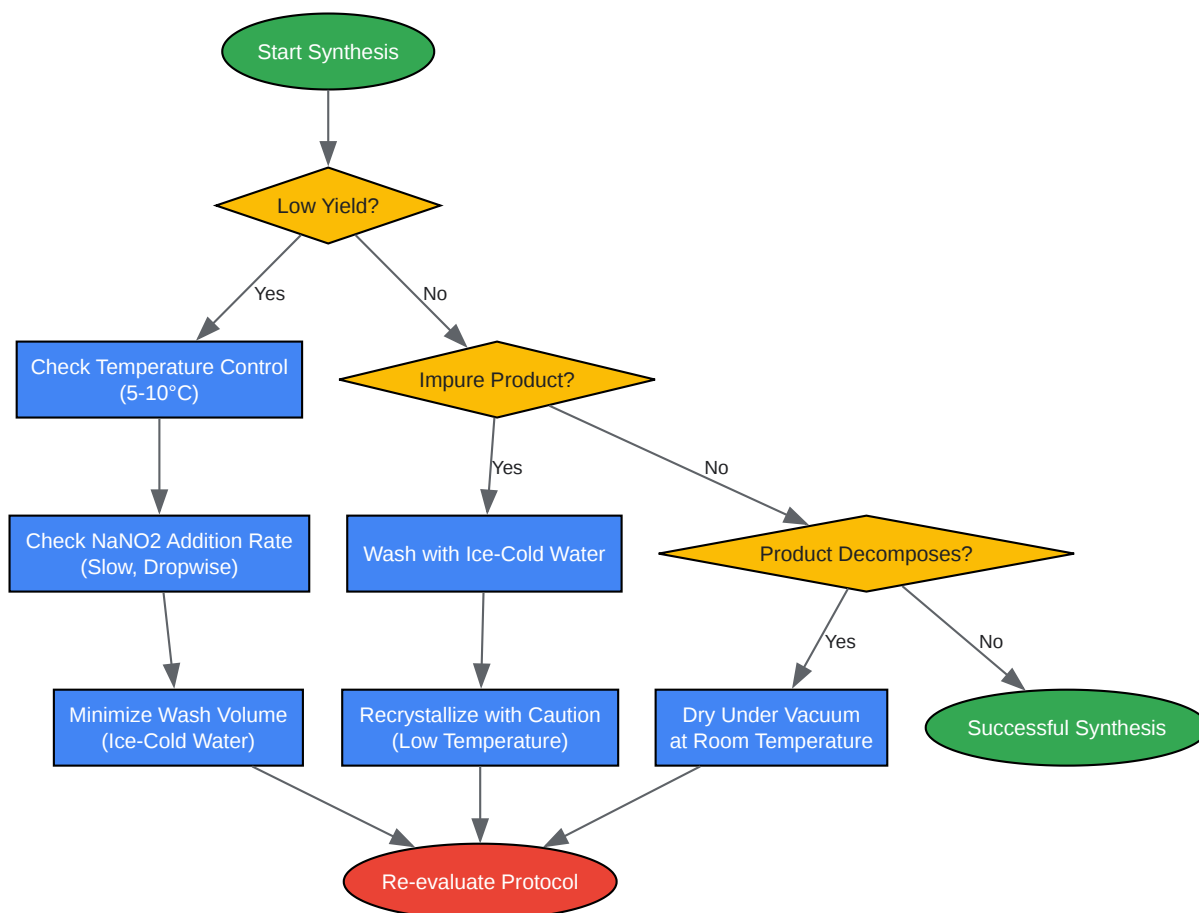 Start Synthesis
Low Yield?
Yes
No
Check Temperature Control
(5-10°C)
Impure Product?
Yes
No
Check NaNO2 Addition Rate
(Slow, Dropwise)
Wash with Ice-Cold Water
Product Decomposes?
Yes
No
Minimize Wash Volume
(Ice-Cold Water)
Recrystallize with Caution
(Low Temperature)
Dry Under Vacuum
at Room Temperature
Successful Synthesis
Re-evaluate Protocol